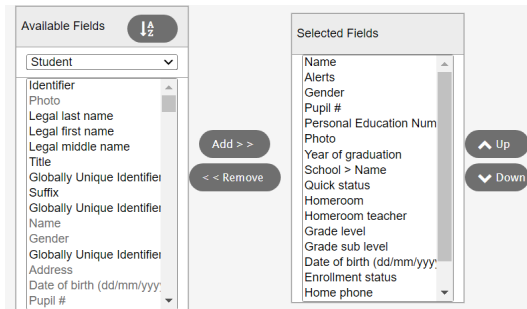 Available Fields
A
Z
Student
Identifier
Photo
Legal last name
Legal first name
Legal middle name
Title
Globally Unique Identifier
Suffix
Globally Unique Identifier
Name
Gender
Globally Unique Identifier
Address
Date of birth (dd/mm/yyyy
Pupil #
Add > >
< < Remove
Selected Fields
Name
Alerts
Gender
Pupil #
Personal Education Num
Photo
Year of graduation
School > Name
Quick status
Homeroom
Homeroom teacher
Grade level
Grade sub level
Date of birth (dd/mm/yyyy
Enrollment status
Home phone
Up
Down